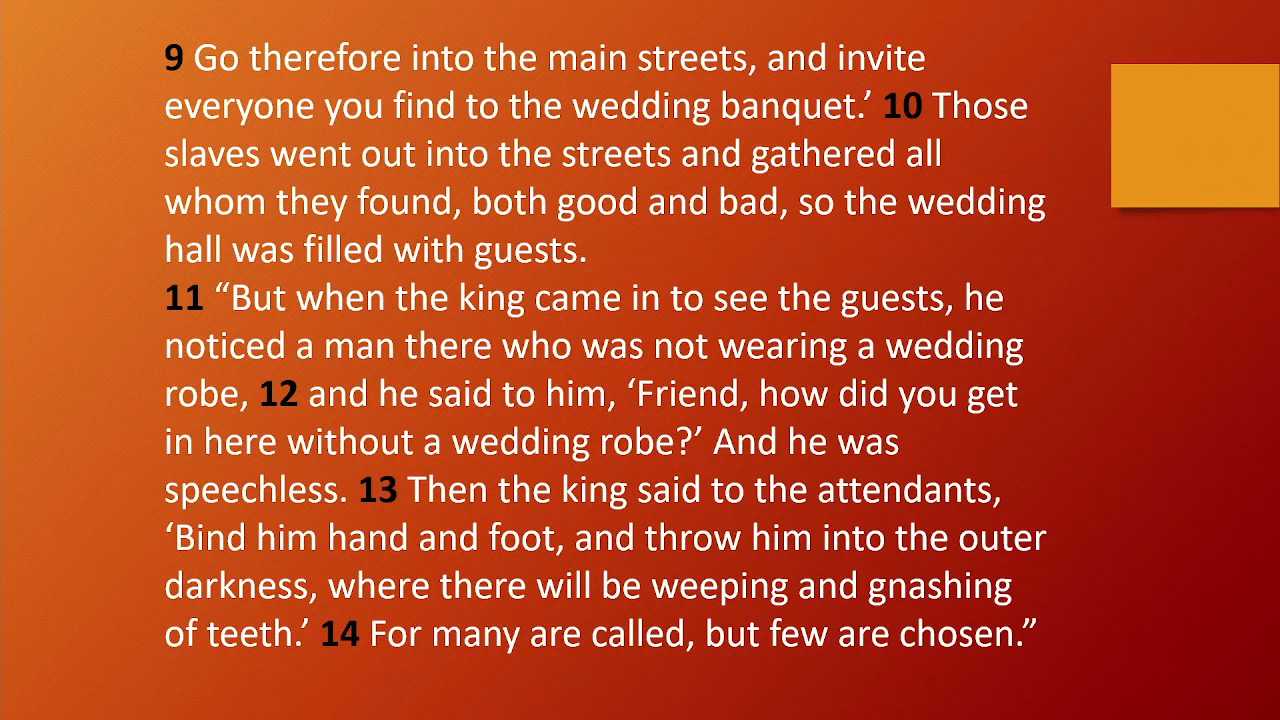 9 Go therefore into the main streets, and invite
everyone you find to the wedding banquet.’ 10 Those
slaves went out into the streets and gathered all
whom they found, both good and bad, so the wedding
hall was filled with guests.
11 “But when the king came in to see the guests, he
noticed a man there who was not wearing a wedding
robe, 12 and he said to him, ‘Friend, how did you get
in here without a wedding robe?’ And he was
speechless. 13 Then the king said to the attendants,
‘Bind him hand and foot, and throw him into the outer
darkness, where there will be weeping and gnashing
of teeth.’ 14 For many are called, but few are chosen.”